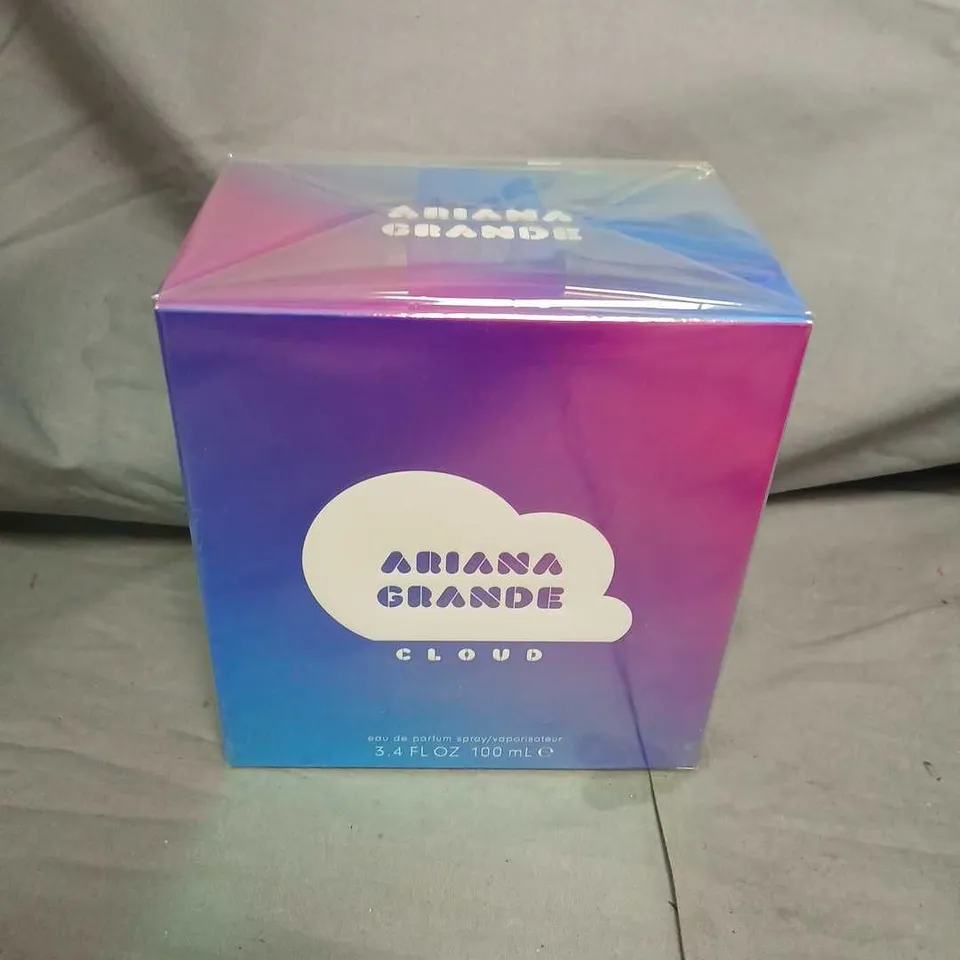 ARIANA
GRANDE
ARIANA
GRANDE
CLOUD
eau de parfum spray/vaporisateur
3.4 FL OZ 100 mL ℮